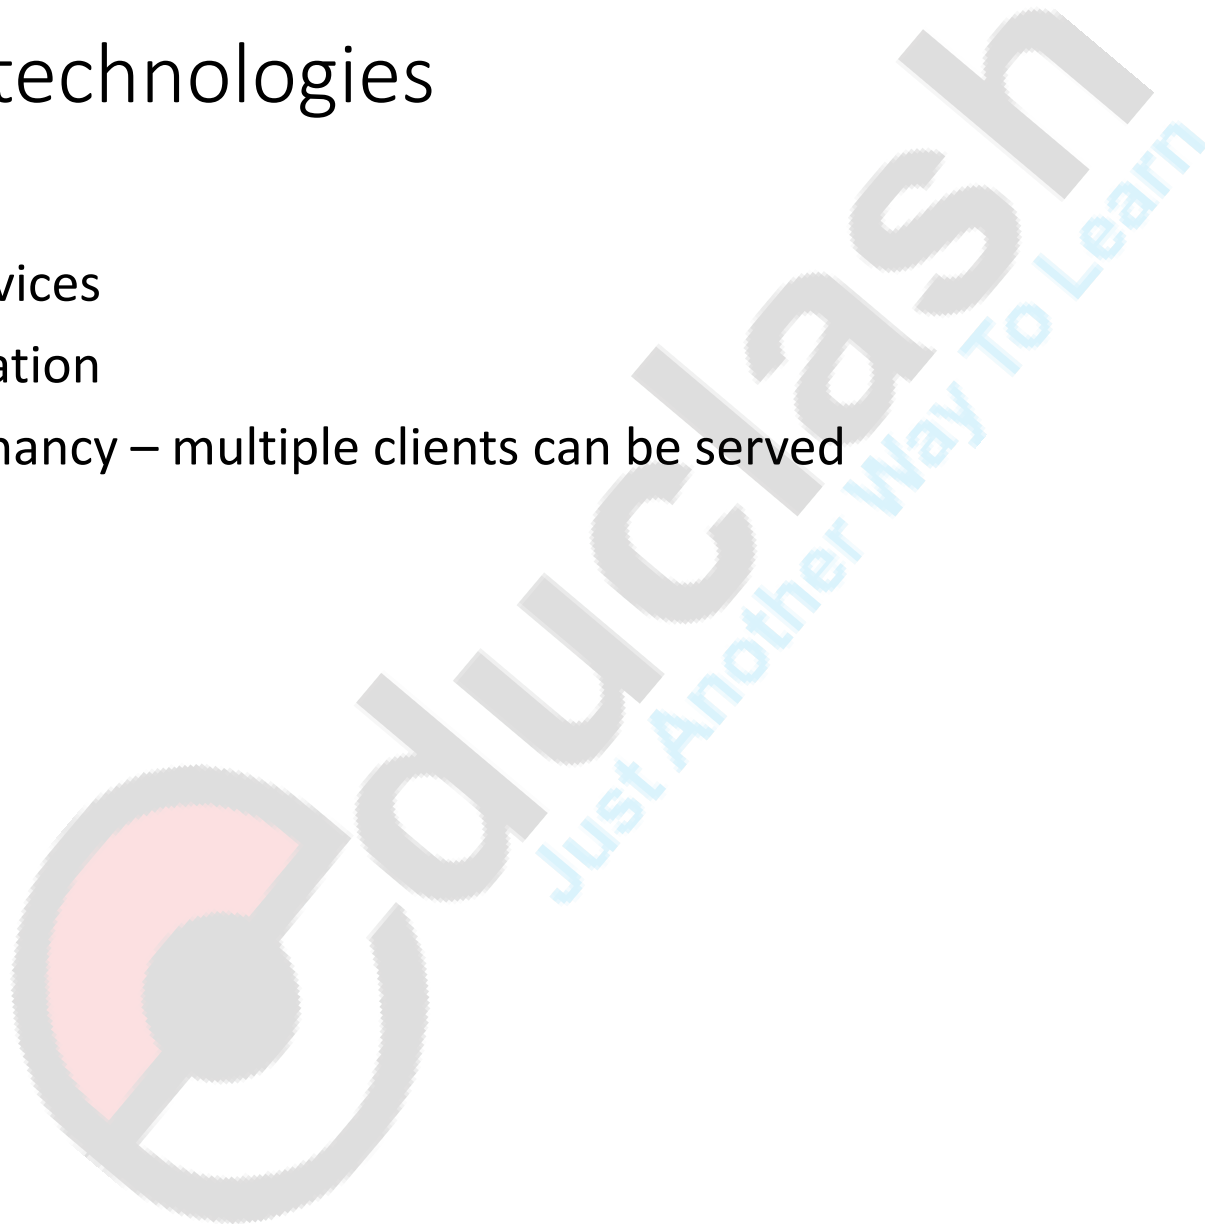 technologies
vices
ation
nancy – multiple clients can be served
educlash
Just Another Way To Learn